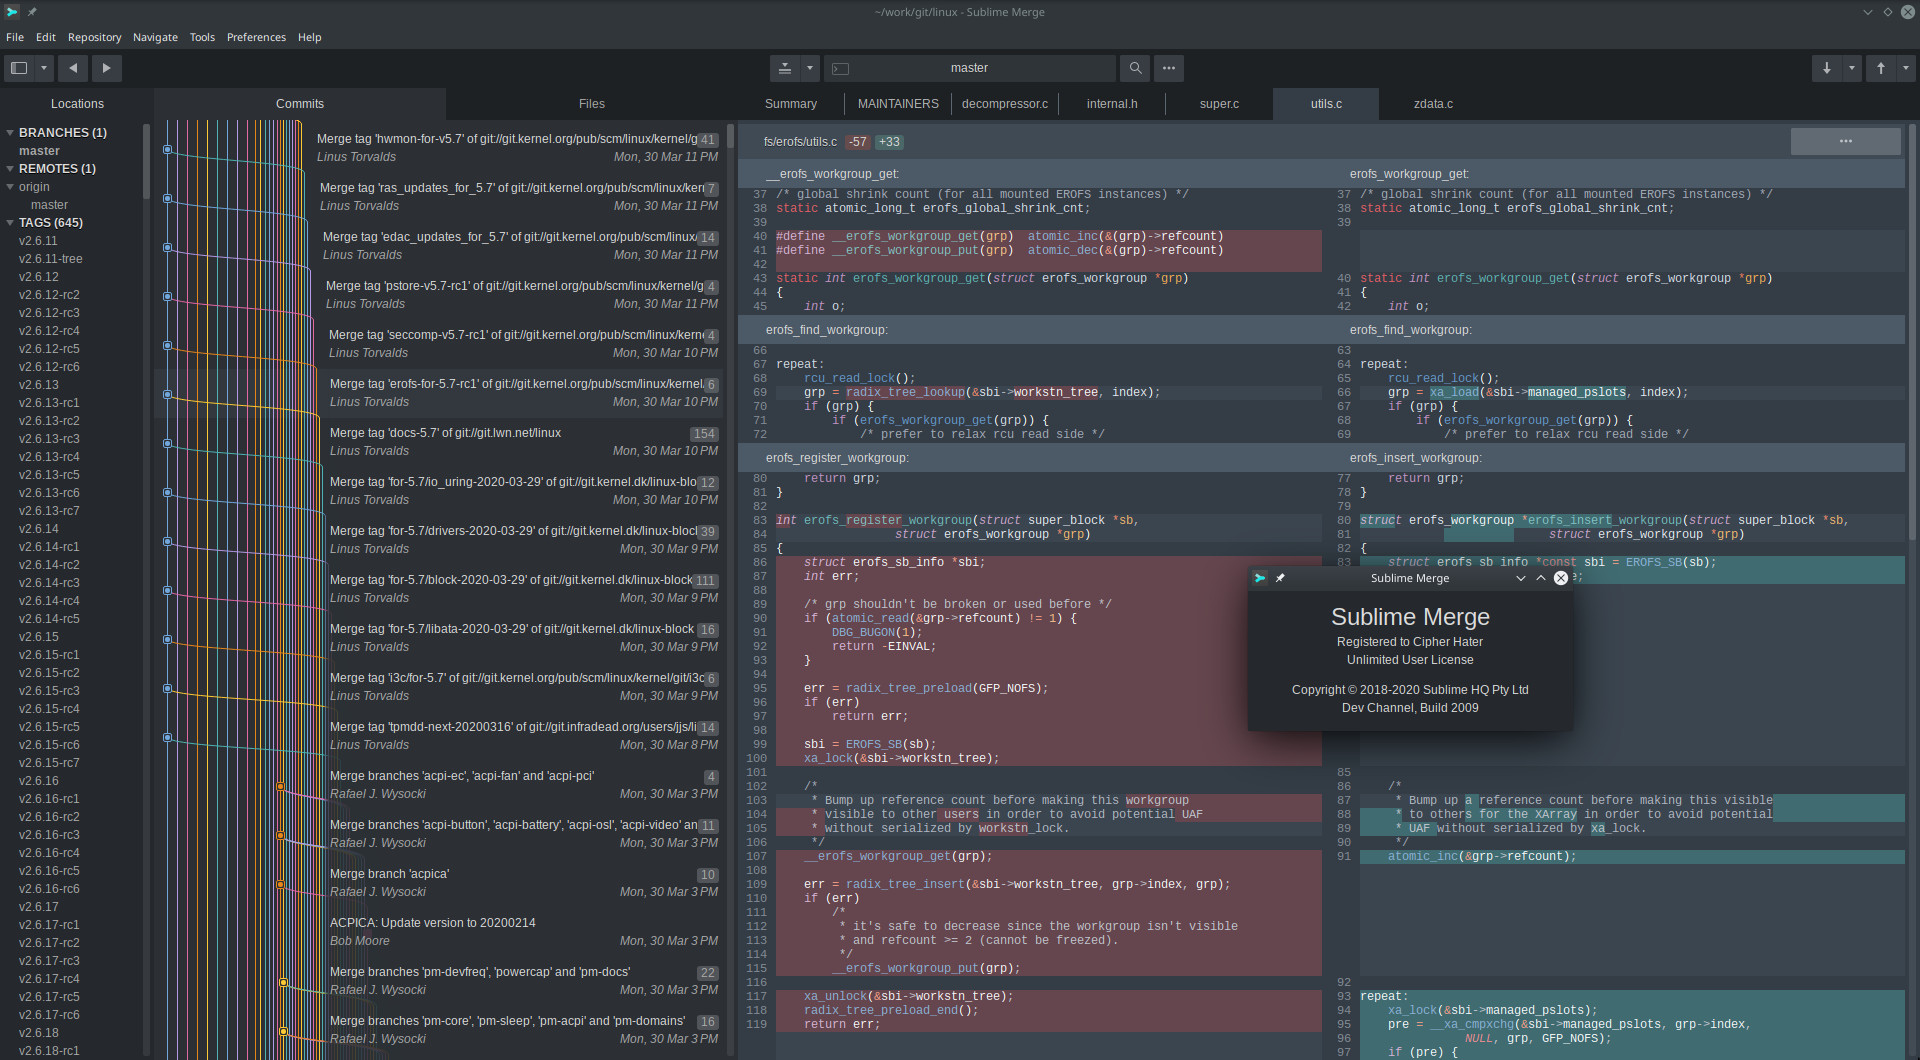 ~/work/git/linux - Sublime Merge
File Edit Repository Navigate Tools Preferences Help
master
Locations
Commits
Files
Summary
MAINTAINERS
decompressor.c
internal.h
super.c
utils.c
zdata.c
BRANCHES (1)
master
REMOTES (1)
origin
master
TAGS (645)
v2.6.11
v2.6.11-tree
v2.6.12
v2.6.12-rc2
v2.6.12-rc3
v2.6.12-rc4
v2.6.12-rc5
v2.6.12-rc6
v2.6.13
v2.6.13-rc1
v2.6.13-rc2
v2.6.13-rc3
v2.6.13-rc4
v2.6.13-rc5
v2.6.13-rc6
v2.6.13-rc7
v2.6.14
v2.6.14-rc1
v2.6.14-rc2
v2.6.14-rc3
v2.6.14-rc4
v2.6.14-rc5
v2.6.15
v2.6.15-rc1
v2.6.15-rc2
v2.6.15-rc3
v2.6.15-rc4
v2.6.15-rc5
v2.6.15-rc6
v2.6.15-rc7
v2.6.16
v2.6.16-rc1
v2.6.16-rc2
v2.6.16-rc3
v2.6.16-rc4
v2.6.16-rc5
v2.6.16-rc6
v2.6.17
v2.6.17-rc1
v2.6.17-rc2
v2.6.17-rc3
v2.6.17-rc4
v2.6.17-rc5
v2.6.17-rc6
v2.6.18
v2.6.18-rc1
Merge tag 'hwmon-for-v5.7' of git://git.kernel.org/pub/scm/linux/kernel/g 41
Linus Torvalds Mon, 30 Mar 11 PM
Merge tag 'ras_updates_for_5.7' of git://git.kernel.org/pub/scm/linux/ker 7
Linus Torvalds Mon, 30 Mar 11 PM
Merge tag 'edac_updates_for_5.7' of git://git.kernel.org/pub/scm/linux/ 14
Linus Torvalds Mon, 30 Mar 11 PM
Merge tag 'pstore-v5.7-rc1' of git://git.kernel.org/pub/scm/linux/kernel/g 4
Linus Torvalds Mon, 30 Mar 11 PM
Merge tag 'seccomp-v5.7-rc1' of git://git.kernel.org/pub/scm/linux/kern 4
Linus Torvalds Mon, 30 Mar 10 PM
Merge tag 'erofs-for-5.7-rc1' of git://git.kernel.org/pub/scm/linux/kernel 6
Linus Torvalds Mon, 30 Mar 10 PM
Merge tag 'docs-5.7' of git://git.lwn.net/linux 154
Linus Torvalds Mon, 30 Mar 10 PM
Merge tag 'for-5.7/io_uring-2020-03-29' of git://git.kernel.dk/linux-blo 12
Linus Torvalds Mon, 30 Mar 10 PM
Merge tag 'for-5.7/drivers-2020-03-29' of git://git.kernel.dk/linux-block 39
Linus Torvalds Mon, 30 Mar 9 PM
Merge tag 'for-5.7/block-2020-03-29' of git://git.kernel.dk/linux-block 111
Linus Torvalds Mon, 30 Mar 9 PM
Merge tag 'for-5.7/libata-2020-03-29' of git://git.kernel.dk/linux-block 16
Linus Torvalds Mon, 30 Mar 9 PM
Merge tag 'i3c/for-5.7' of git://git.kernel.org/pub/scm/linux/kernel/git/i3c 6
Linus Torvalds Mon, 30 Mar 9 PM
Merge tag 'tpmdd-next-20200316' of git://git.infradead.org/users/jjs/li 14
Linus Torvalds Mon, 30 Mar 8 PM
Merge branches 'acpi-ec', 'acpi-fan' and 'acpi-pci' 4
Rafael J. Wysocki Mon, 30 Mar 3 PM
Merge branches 'acpi-button', 'acpi-battery', 'acpi-osl', 'acpi-video' an 11
Rafael J. Wysocki Mon, 30 Mar 3 PM
Merge branch 'acpica' 10
Rafael J. Wysocki Mon, 30 Mar 3 PM
ACPICA: Update version to 20200214
Bob Moore Mon, 30 Mar 3 PM
Merge branches 'pm-devfreq', 'powercap' and 'pm-docs' 22
Rafael J. Wysocki Mon, 30 Mar 3 PM
Merge branches 'pm-core', 'pm-sleep', 'pm-acpi' and 'pm-domains' 16
Rafael J. Wysocki Mon, 30 Mar 3 PM
fs/erofs/utils.c -57 +33
__erofs_workgroup_get:
37 /* global shrink count (for all mounted EROFS instances) */
38 static atomic_long_t erofs_global_shrink_cnt;
39
40 #define __erofs_workgroup_get(grp) atomic_inc(&(grp)->refcount)
41 #define __erofs_workgroup_put(grp) atomic_dec(&(grp)->refcount)
42
43 static int erofs_workgroup_get(struct erofs_workgroup *grp)
44 {
45 int o;
erofs_find_workgroup:
66
67 repeat:
68 rcu_read_lock();
69 grp = radix_tree_lookup(&sbi->workstn_tree, index);
70 if (grp) {
71 if (erofs_workgroup_get(grp)) {
72 /* prefer to relax rcu read side */
erofs_register_workgroup:
80 return grp;
81 }
82
83 int erofs_register_workgroup(struct super_block *sb,
84 struct erofs_workgroup *grp)
85 {
86 struct erofs_sb_info *sbi;
87 int err;
88
89 /* grp shouldn't be broken or used before */
90 if (atomic_read(&grp->refcount) != 1) {
91 DBG_BUGON(1);
92 return -EINVAL;
93 }
94
95 err = radix_tree_preload(GFP_NOFS);
96 if (err)
97 return err;
98
99 sbi = EROFS_SB(sb);
100 xa_lock(&sbi->workstn_tree);
101
102 /*
103 * Bump up reference count before making this workgroup
104 * visible to other users in order to avoid potential UAF
105 * without serialized by workstn_lock.
106 */
107 __erofs_workgroup_get(grp);
108
109 err = radix_tree_insert(&sbi->workstn_tree, grp->index, grp);
110 if (err)
111 /*
112 * it's safe to decrease since the workgroup isn't visible
113 * and refcount >= 2 (cannot be freezed).
114 */
115 __erofs_workgroup_put(grp);
116
117 xa_unlock(&sbi->workstn_tree);
118 radix_tree_preload_end();
119 return err;
erofs_workgroup_get:
37 /* global shrink count (for all mounted EROFS instances) */
38 static atomic_long_t erofs_global_shrink_cnt;
39
40 static int erofs_workgroup_get(struct erofs_workgroup *grp)
41 {
42 int o;
erofs_find_workgroup:
63
64 repeat:
65 rcu_read_lock();
66 grp = xa_load(&sbi->managed_pslots, index);
67 if (grp) {
68 if (erofs_workgroup_get(grp)) {
69 /* prefer to relax rcu read side */
erofs_insert_workgroup:
77 return grp;
78 }
79
80 struct erofs_workgroup *erofs_insert_workgroup(struct super_block *sb,
81 struct erofs_workgroup *grp)
82 {
83 struct erofs_sb_info *const sbi = EROFS_SB(sb);
85
86 /*
87 * Bump up a reference count before making this visible
88 * to others for the XArray in order to avoid potential
89 * UAF without serialized by xa_lock.
90 */
91 atomic_inc(&grp->refcount);
92
93 repeat:
94 xa_lock(&sbi->managed_pslots);
95 pre = __xa_cmpxchg(&sbi->managed_pslots, grp->index,
96 NULL, grp, GFP_NOFS);
97 if (pre) {
Sublime Merge
Sublime Merge
Registered to Cipher Hater
Unlimited User License
Copyright © 2018-2020 Sublime HQ Pty Ltd
Dev Channel, Build 2009